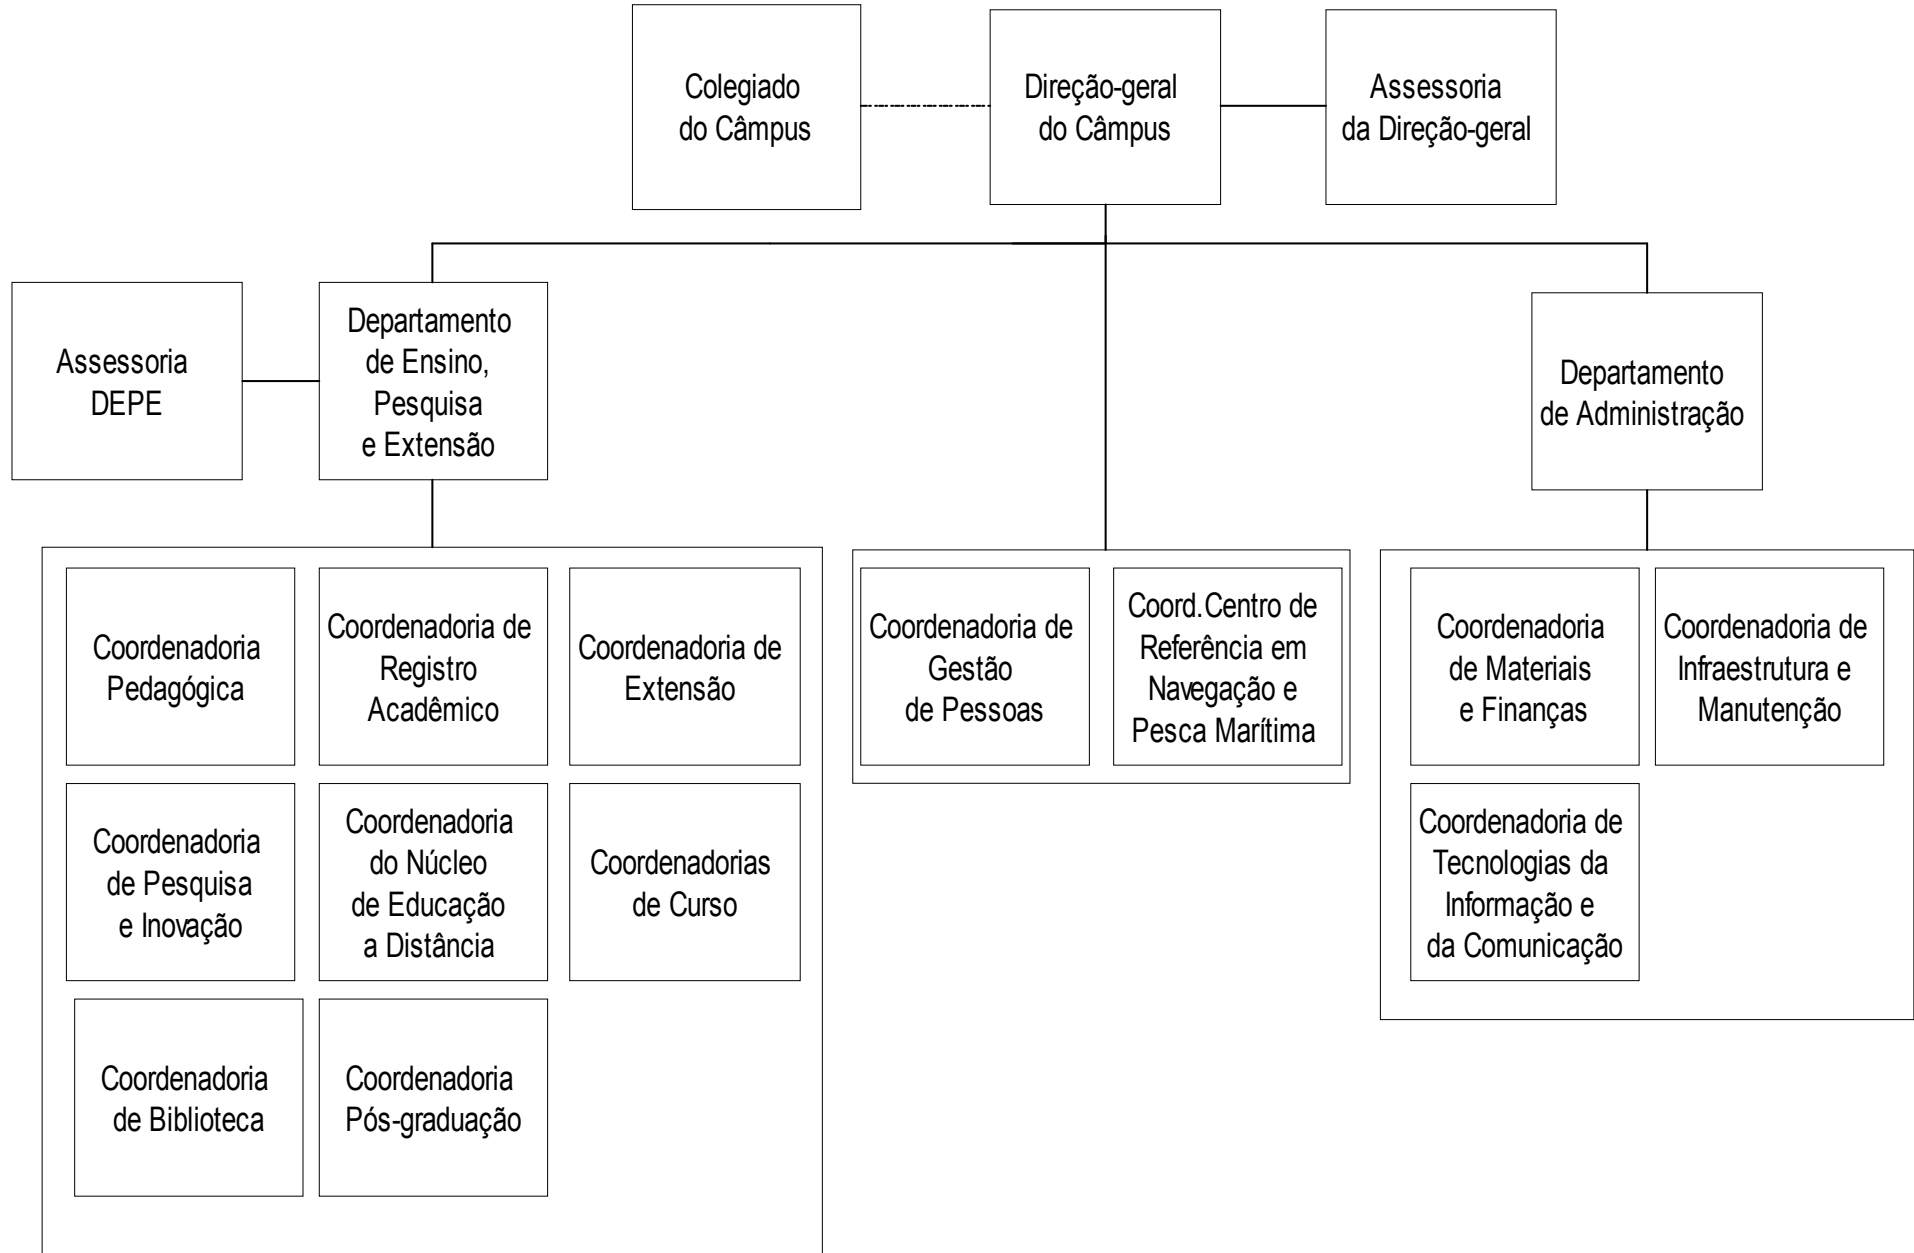 Colegiado
do Câmpus
Direção-geral
do Câmpus
Assessoria
da Direção-geral
Assessoria
DEPE
Departamento
de Ensino,
Pesquisa
e Extensão
Departamento
de Administração
Coordenadoria
Pedagógica
Coordenadoria de
Registro
Acadêmico
Coordenadoria de
Extensão
Coordenadoria
de Pesquisa
e Inovação
Coordenadoria
do Núcleo
de Educação
a Distância
Coordenadorias
de Curso
Coordenadoria
de Biblioteca
Coordenadoria
Pós-graduação
Coordenadoria de
Gestão
de Pessoas
Coord.Centro de
Referência em
Navegação e
Pesca Marítima
Coordenadoria
de Materiais
e Finanças
Coordenadoria de
Infraestrutura e
Manutenção
Coordenadoria de
Tecnologias da
Informação e
da Comunicação